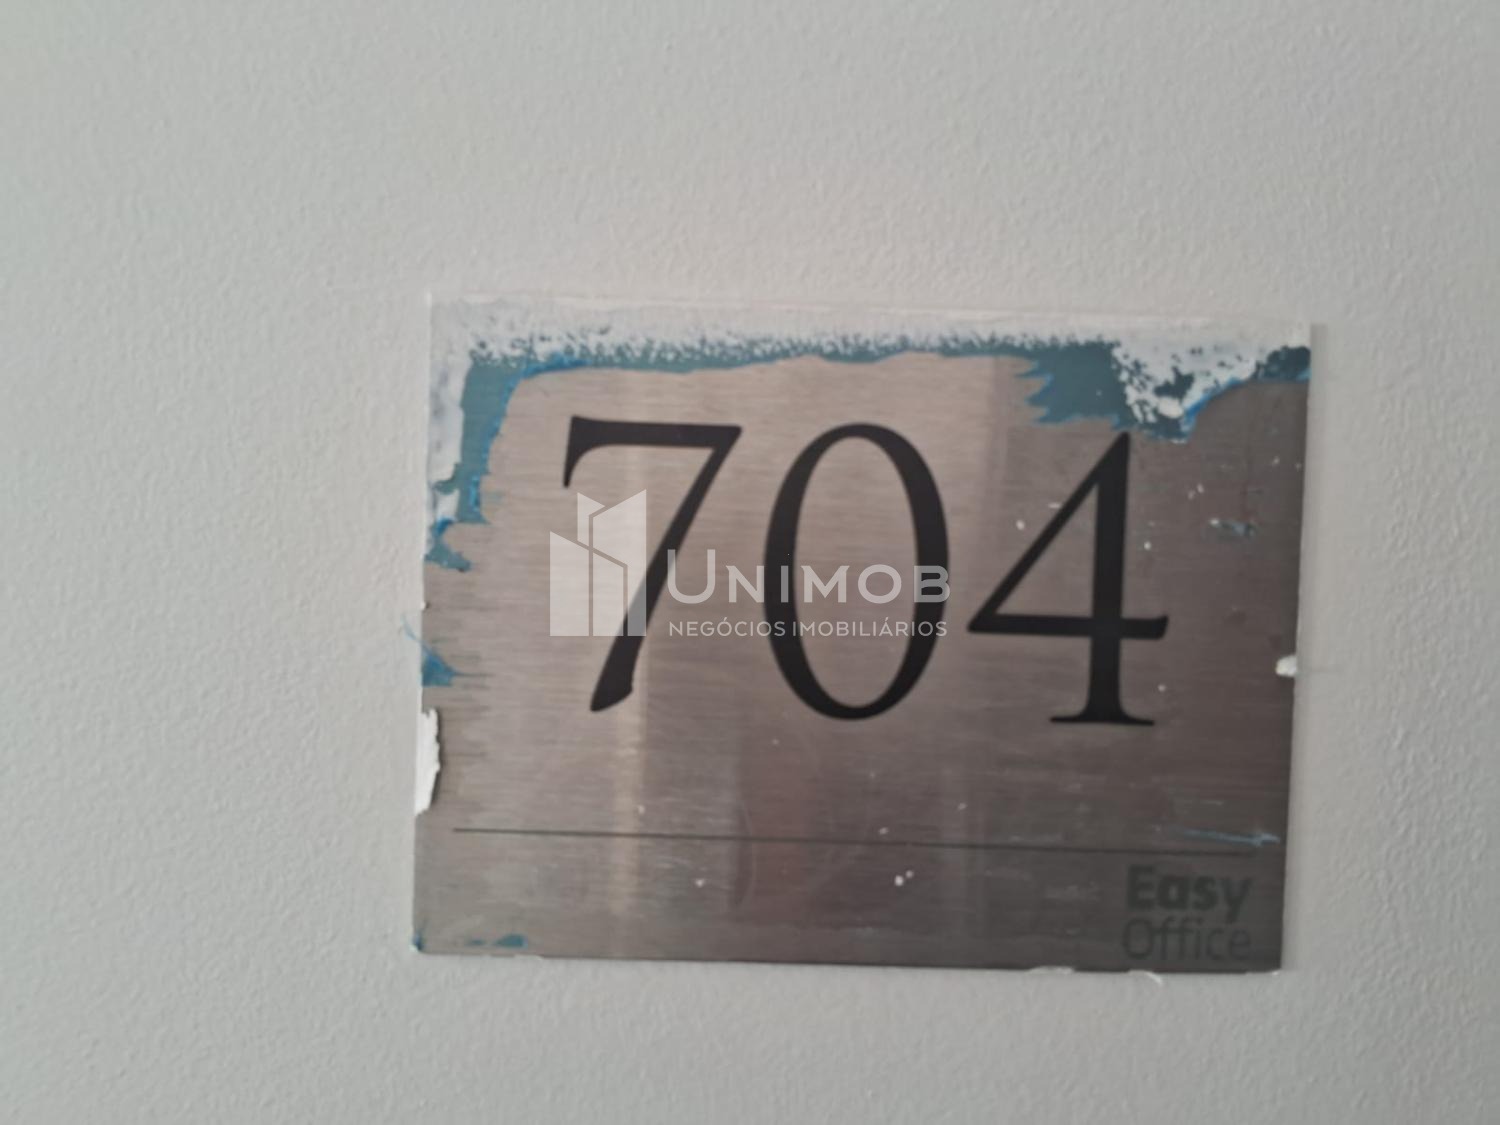 704
UNIMOB
NEGÓCIOS IMOBILIÁRIOS
Easy
Office